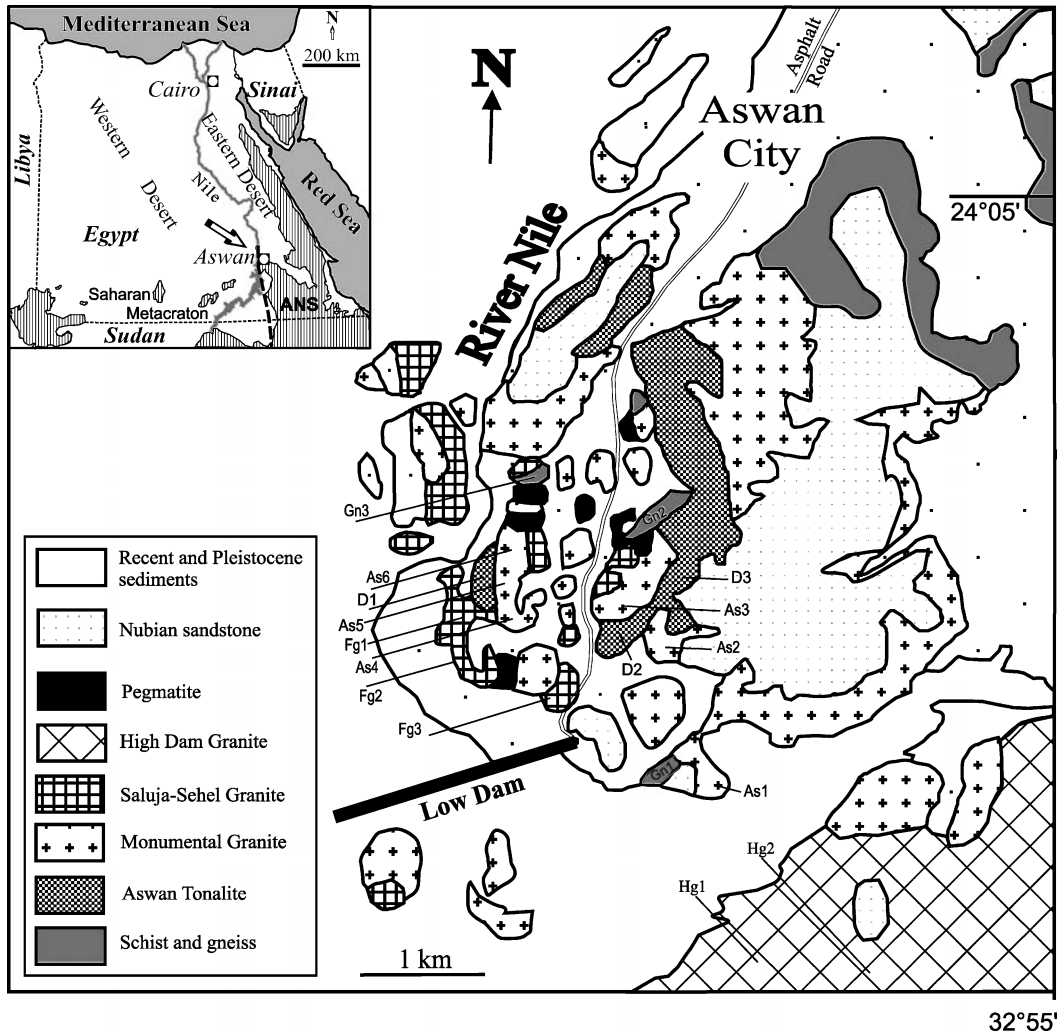 Mediterranean Sea
N
200 km
Cairo
Sinai
Libya
Western
Desert
Eastern Desert
Nile
Red Sea
Egypt
Aswan
Saharan
Metacraton
ANS
Sudan
N
Asphalt
Road
Aswan
City
24°05'
River Nile
Gn3
Gn2
As6
D1
As5
Fg1
As4
Fg2
Fg3
D3
As3
As2
D2
Gn1
As1
Low Dam
Hg2
Hg1
Recent and Pleistocene
sediments
Nubian sandstone
Pegmatite
High Dam Granite
Saluja-Sehel Granite
Monumental Granite
Aswan Tonalite
Schist and gneiss
1 km
32°55'